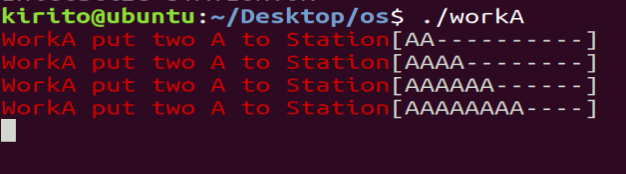 kirito@ubuntu:~/Desktop/os$ ./workA
WorkA put two A to Station[AA----------]
WorkA put two A to Station[AAAA--------]
WorkA put two A to Station[AAAAAA------]
WorkA put two A to Station[AAAAAAAA----]